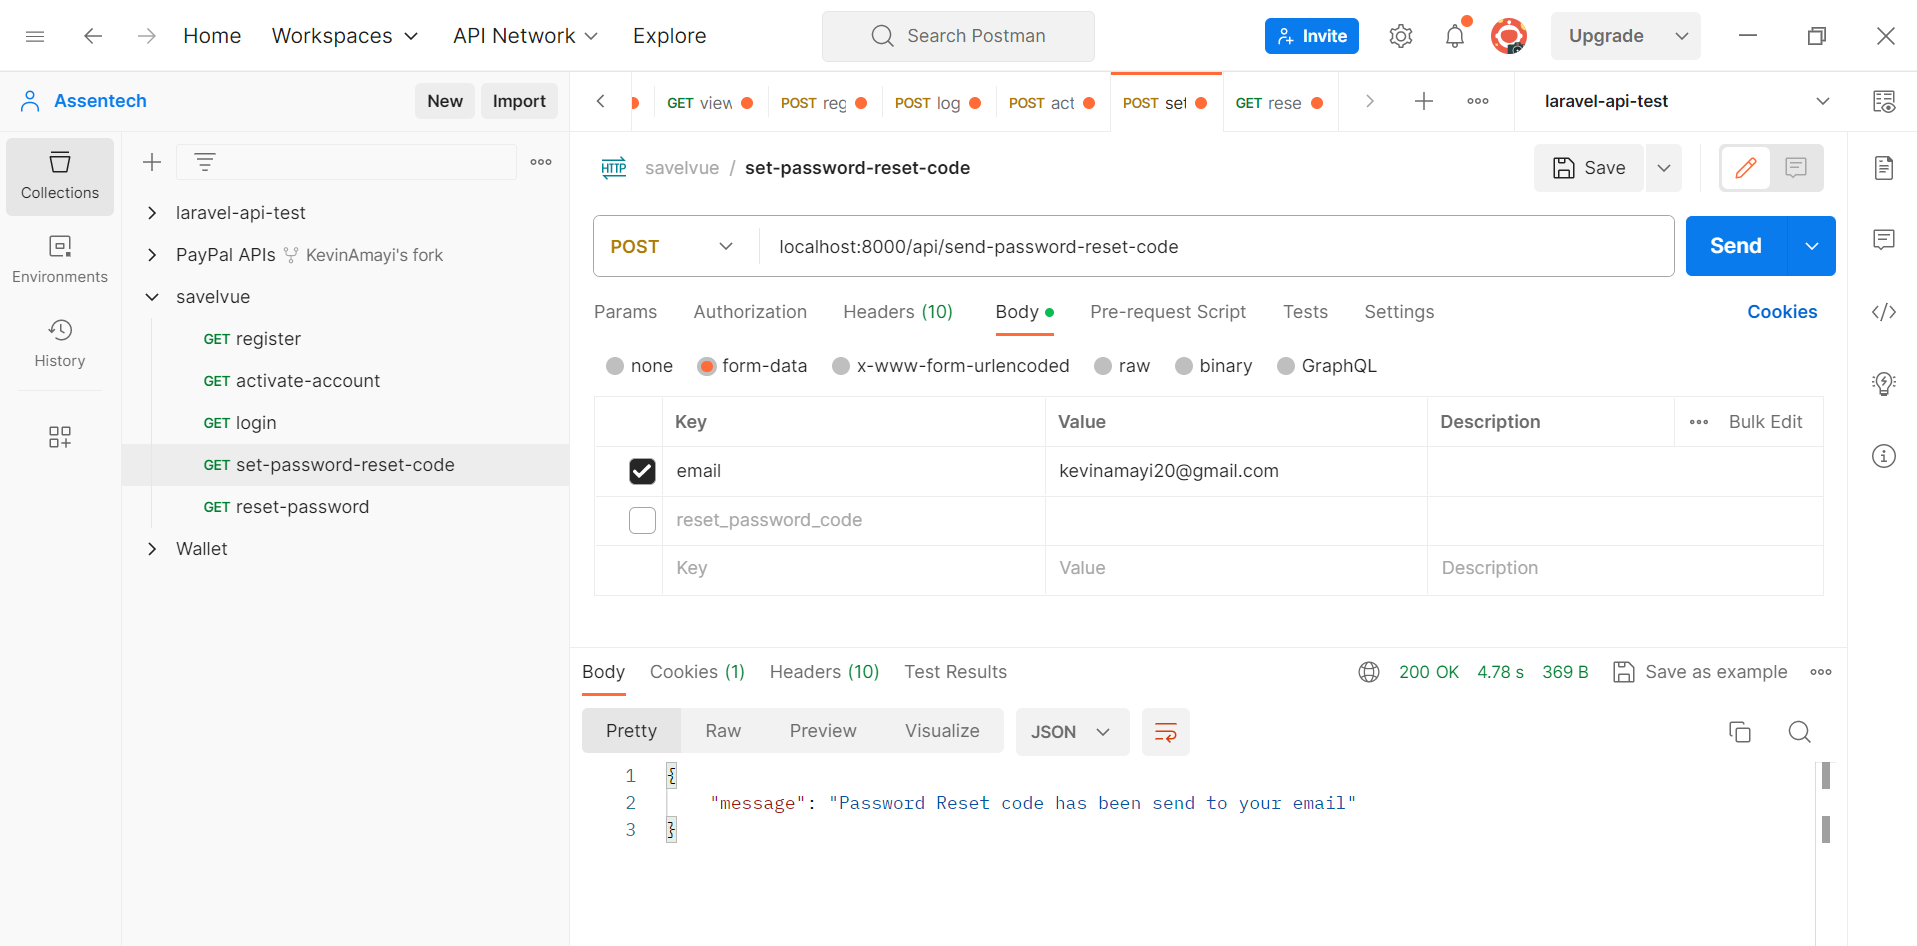 Home Workspaces API Network Explore Search Postman Invite Upgrade
Assentech New Import GET view POST reg POST log POST act POST set GET rese laravel-api-test
Collections
Environments
History
laravel-api-test
PayPal APIs KevinAmayi's fork
savelvue
GET register
GET activate-account
GET login
GET set-password-reset-code
GET reset-password
Wallet
HTTP savelvue / set-password-reset-code Save
POST localhost:8000/api/send-password-reset-code Send
Params Authorization Headers (10) Body Pre-request Script Tests Settings Cookies
none form-data x-www-form-urlencoded raw binary GraphQL
Key Value Description Bulk Edit
email kevinamayi20@gmail.com
reset_password_code
Key Value Description
Body Cookies (1) Headers (10) Test Results 200 OK 4.78 s 369 B Save as example
Pretty Raw Preview Visualize JSON
1 {
2 "message": "Password Reset code has been send to your email"
3 }